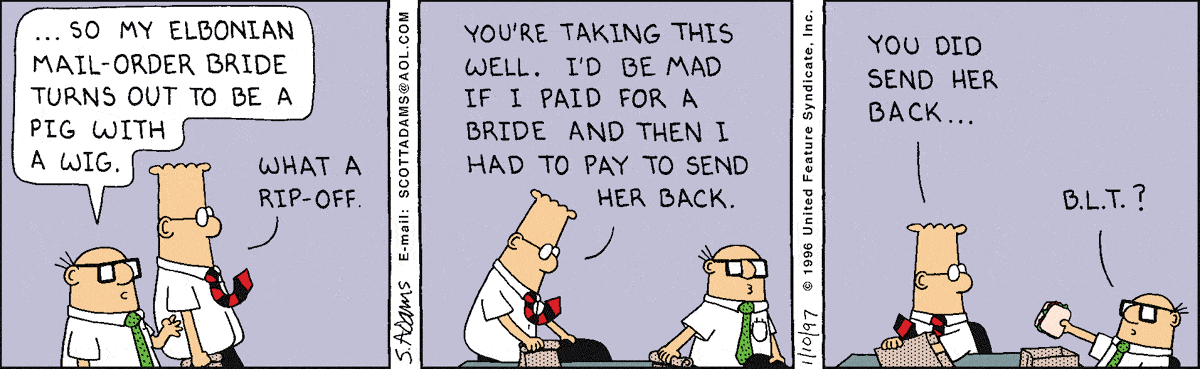 ...SO MY ELBONIAN
MAIL-ORDER BRIDE
TURNS OUT TO BE A
PIG WITH
A WIG.
WHAT A
RIP-OFF.
S.Adams
E-mail: SCOTTADAMS@AOL.COM
YOU'RE TAKING THIS
WELL. I'D BE MAD
IF I PAID FOR A
BRIDE AND THEN I
HAD TO PAY TO SEND
HER BACK.
1/10/97 © 1996 United Feature Syndicate, Inc.
YOU DID
SEND HER
BACK...
B.L.T.?